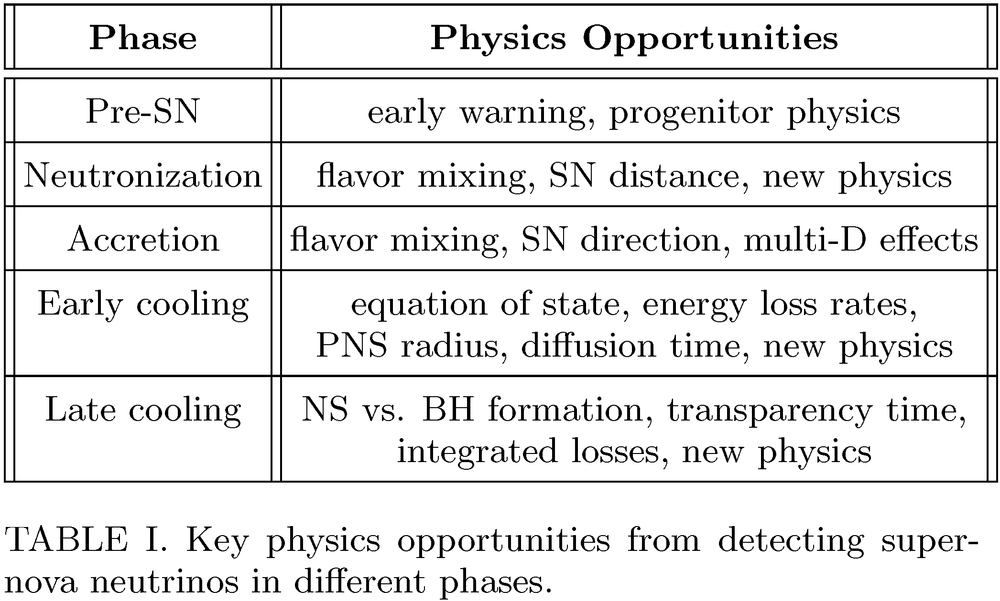 Phase Physics Opportunities
Pre-SN early warning, progenitor physics
Neutronization flavor mixing, SN distance, new physics
Accretion flavor mixing, SN direction, multi-D effects
Early cooling equation of state, energy loss rates,
PNS radius, diffusion time, new physics
Late cooling NS vs. BH formation, transparency time,
integrated losses, new physics
TABLE I. Key physics opportunities from detecting super-
nova neutrinos in different phases.